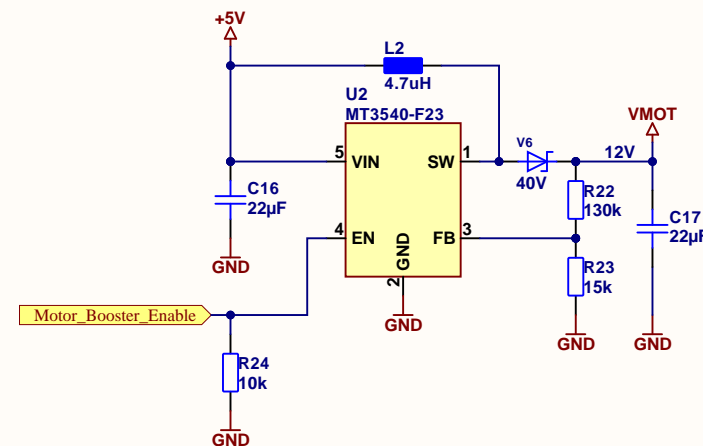 +5V
L2
4.7uH
U2
MT3540-F23
VMOT
5 VIN SW 1
V6
12V
40V
R22
130k
C16
22µF
C17
22µF
4 EN FB 3
GND
2
R23
15k
GND
GND
GND
GND
Motor_Booster_Enable
R24
10k
GND